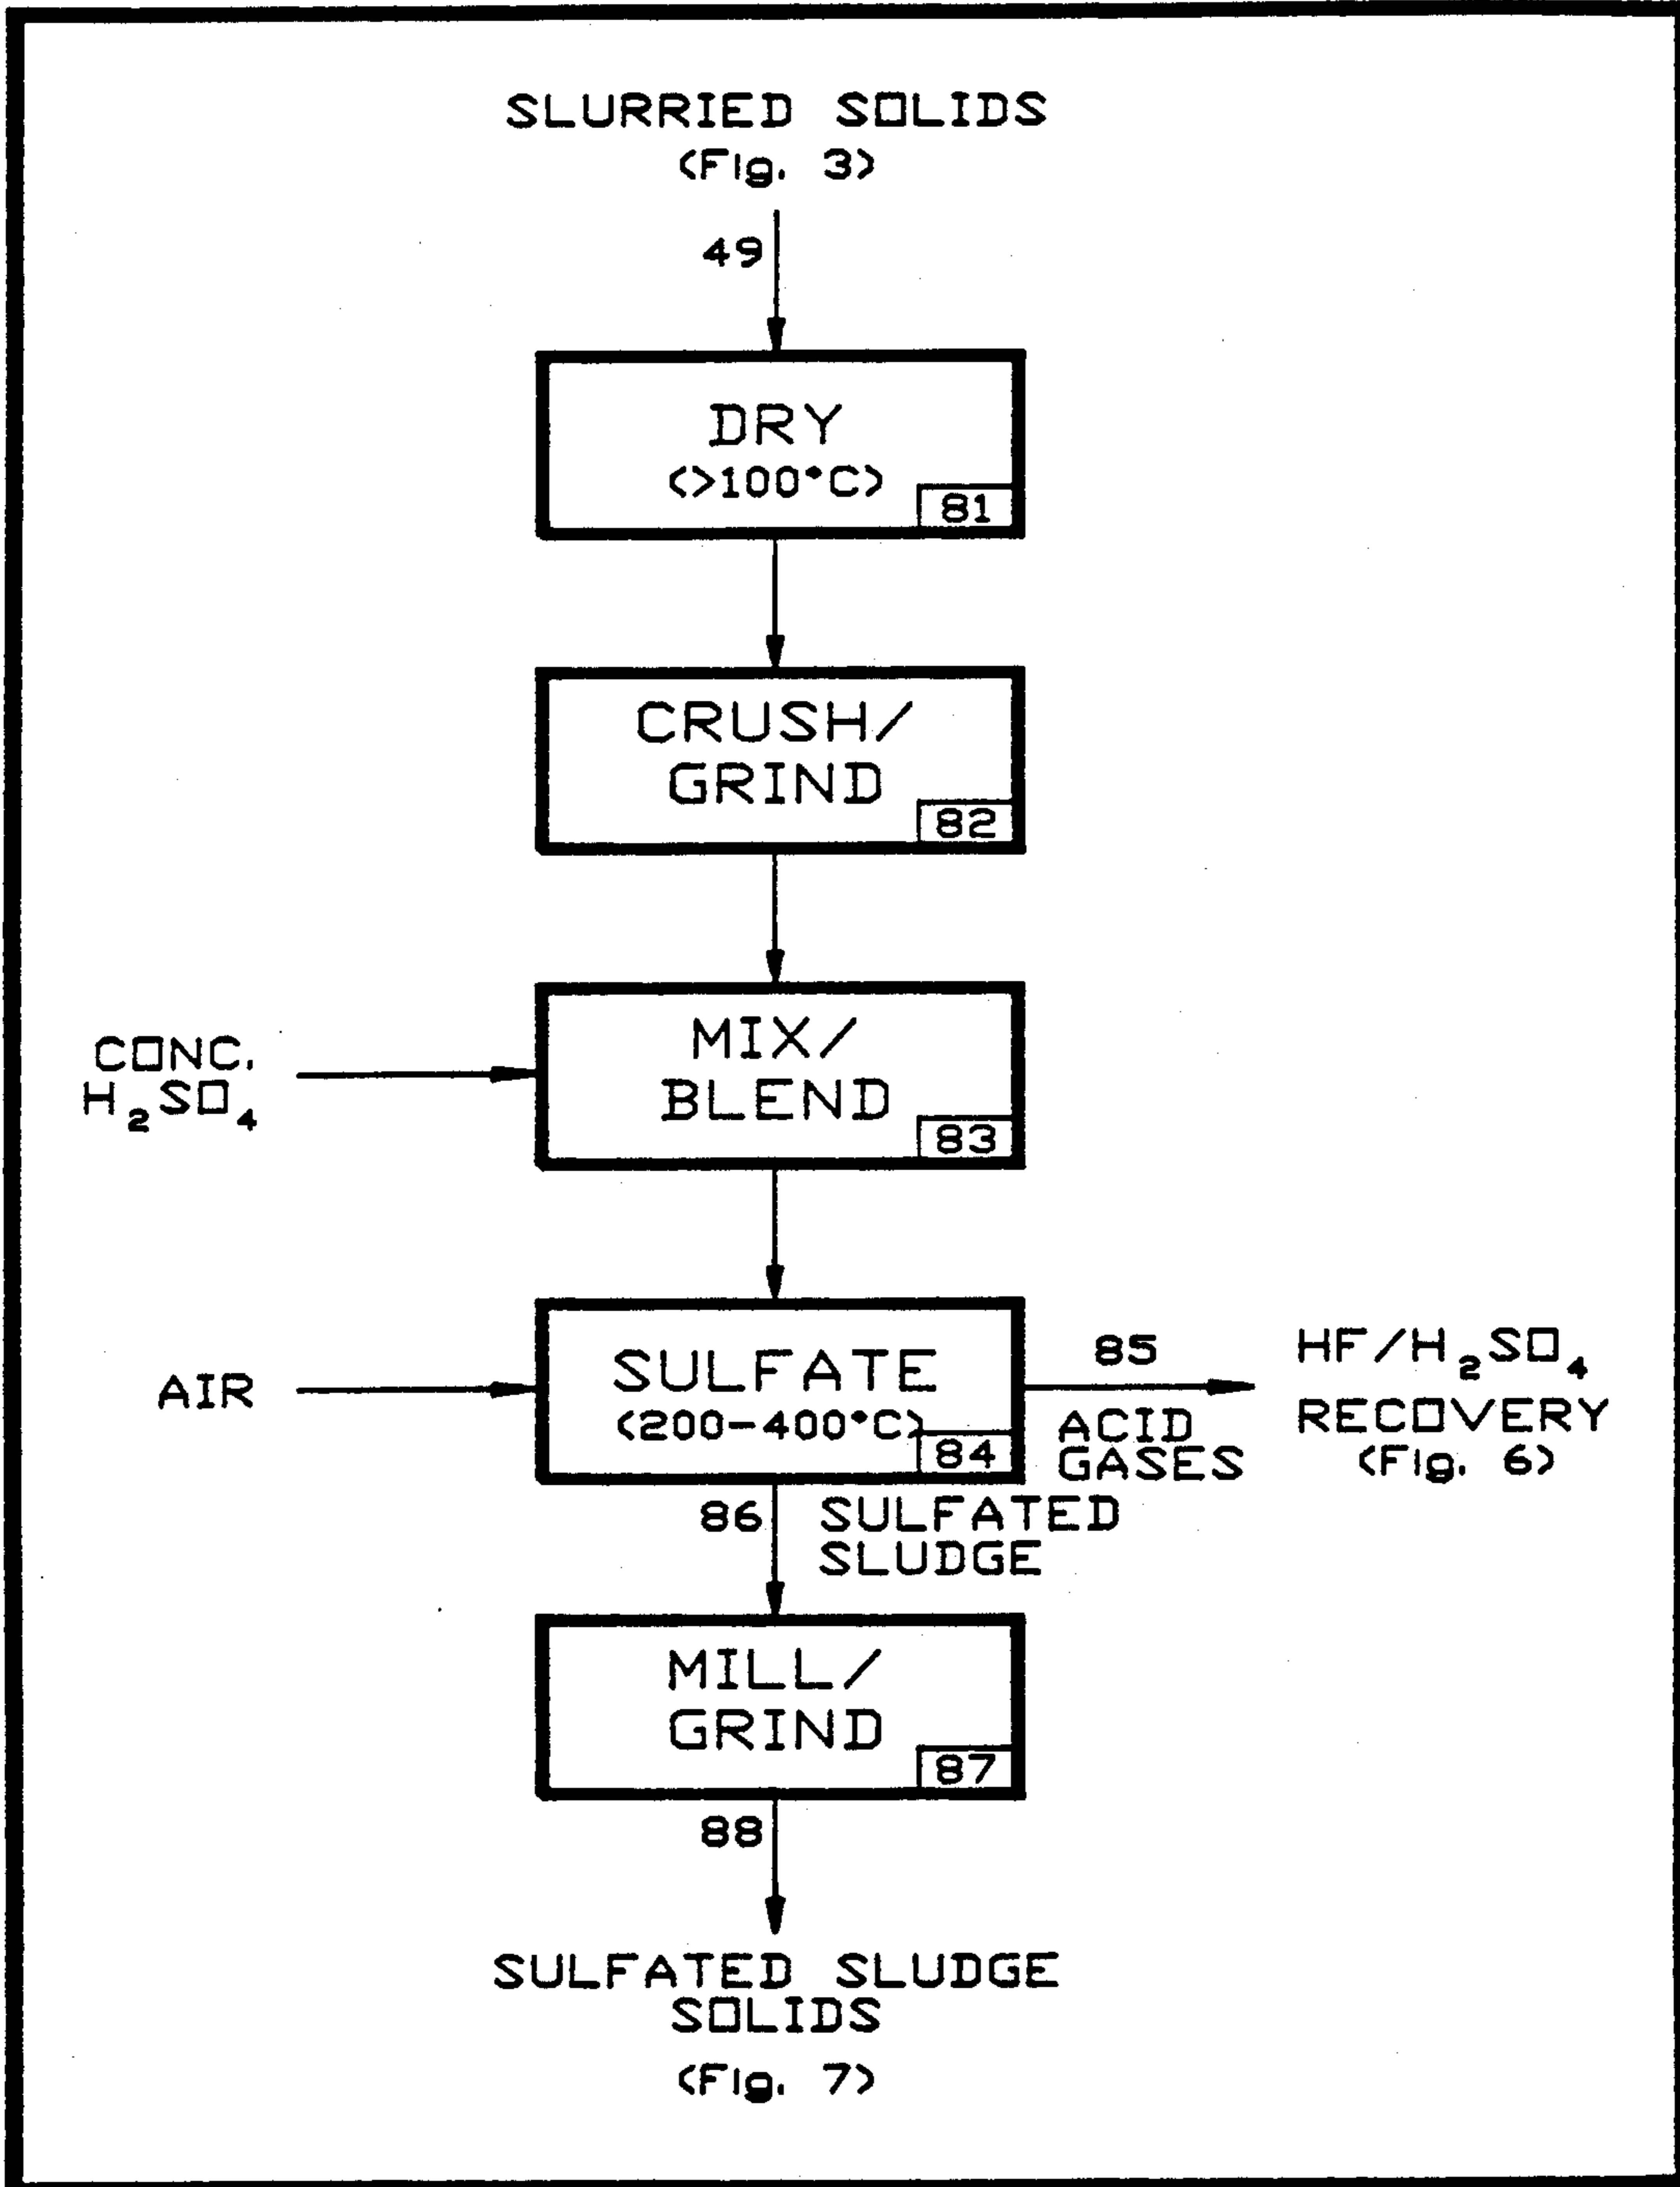 SLURRIED SOLIDS
(Fig. 3)
49
DRY
(>100°C)
81
CRUSH/
GRIND
82
CONC.
H₂SO₄
MIX/
BLEND
83
AIR
SULFATE
(200-400°C)
84
85
ACID
GASES
HF/H₂SO₄
RECOVERY
(Fig. 6)
86
SULFATED
SLUDGE
MILL/
GRIND
87
88
SULFATED SLUDGE
SOLIDS
(Fig. 7)